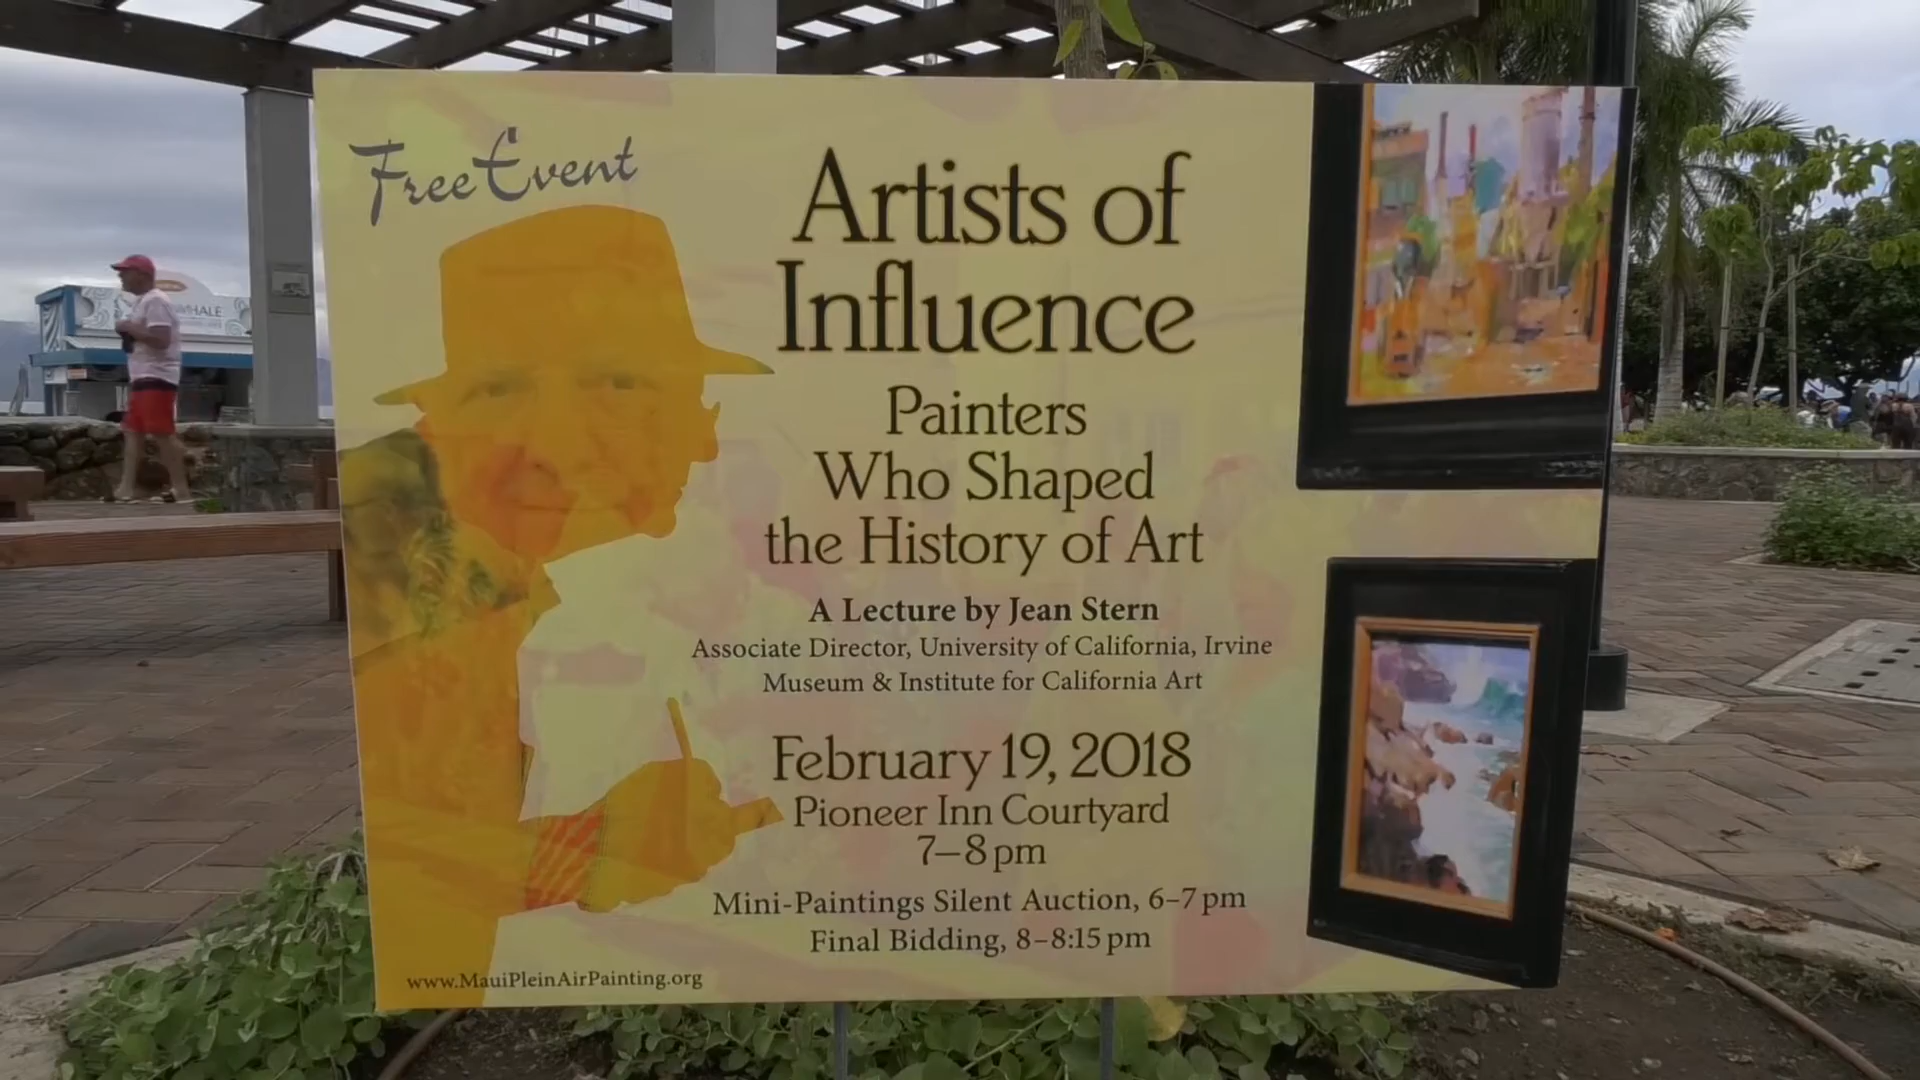 Free Event
Artists of
Influence
Painters
Who Shaped
the History of Art
A Lecture by Jean Stern
Associate Director, University of California, Irvine
Museum & Institute for California Art
February 19, 2018
Pioneer Inn Courtyard
7–8 pm
Mini-Paintings Silent Auction, 6–7 pm
Final Bidding, 8–8:15 pm
www.MauiPleinAirPainting.org
WHALE